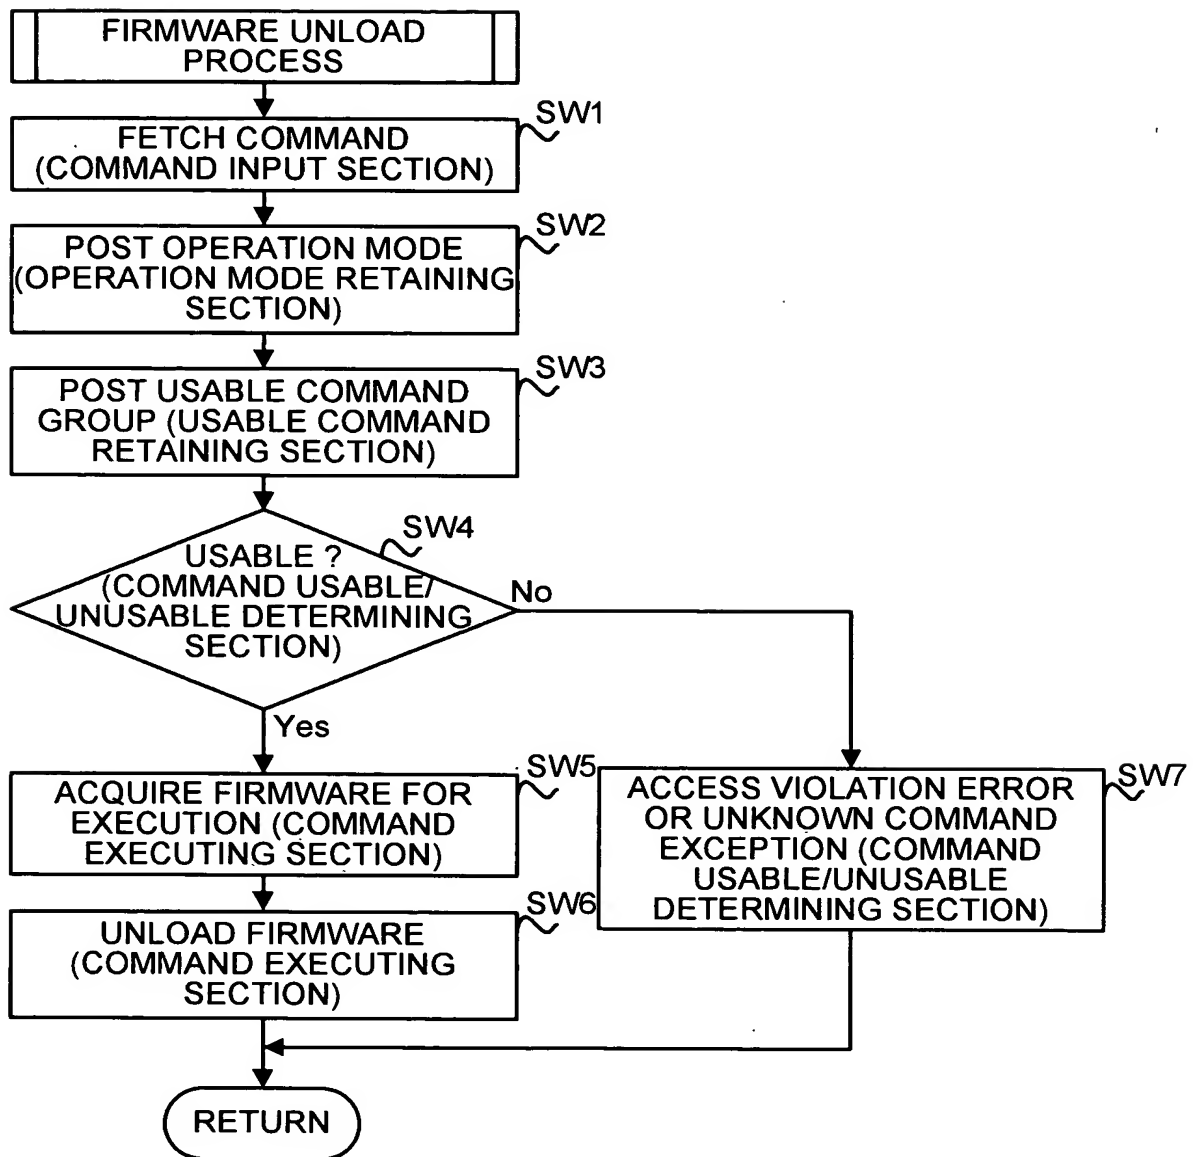 FIRMWARE UNLOAD
PROCESS
SW1
FETCH COMMAND
(COMMAND INPUT SECTION)
SW2
POST OPERATION MODE
(OPERATION MODE RETAINING
SECTION)
SW3
POST USABLE COMMAND
GROUP (USABLE COMMAND
RETAINING SECTION)
SW4
USABLE ?
(COMMAND USABLE/
UNUSABLE DETERMINING
SECTION)
No
Yes
SW5
ACQUIRE FIRMWARE FOR
EXECUTION (COMMAND
EXECUTING SECTION)
SW7
ACCESS VIOLATION ERROR
OR UNKNOWN COMMAND
EXCEPTION (COMMAND
USABLE/UNUSABLE
DETERMINING SECTION)
SW6
UNLOAD FIRMWARE
(COMMAND EXECUTING
SECTION)
RETURN